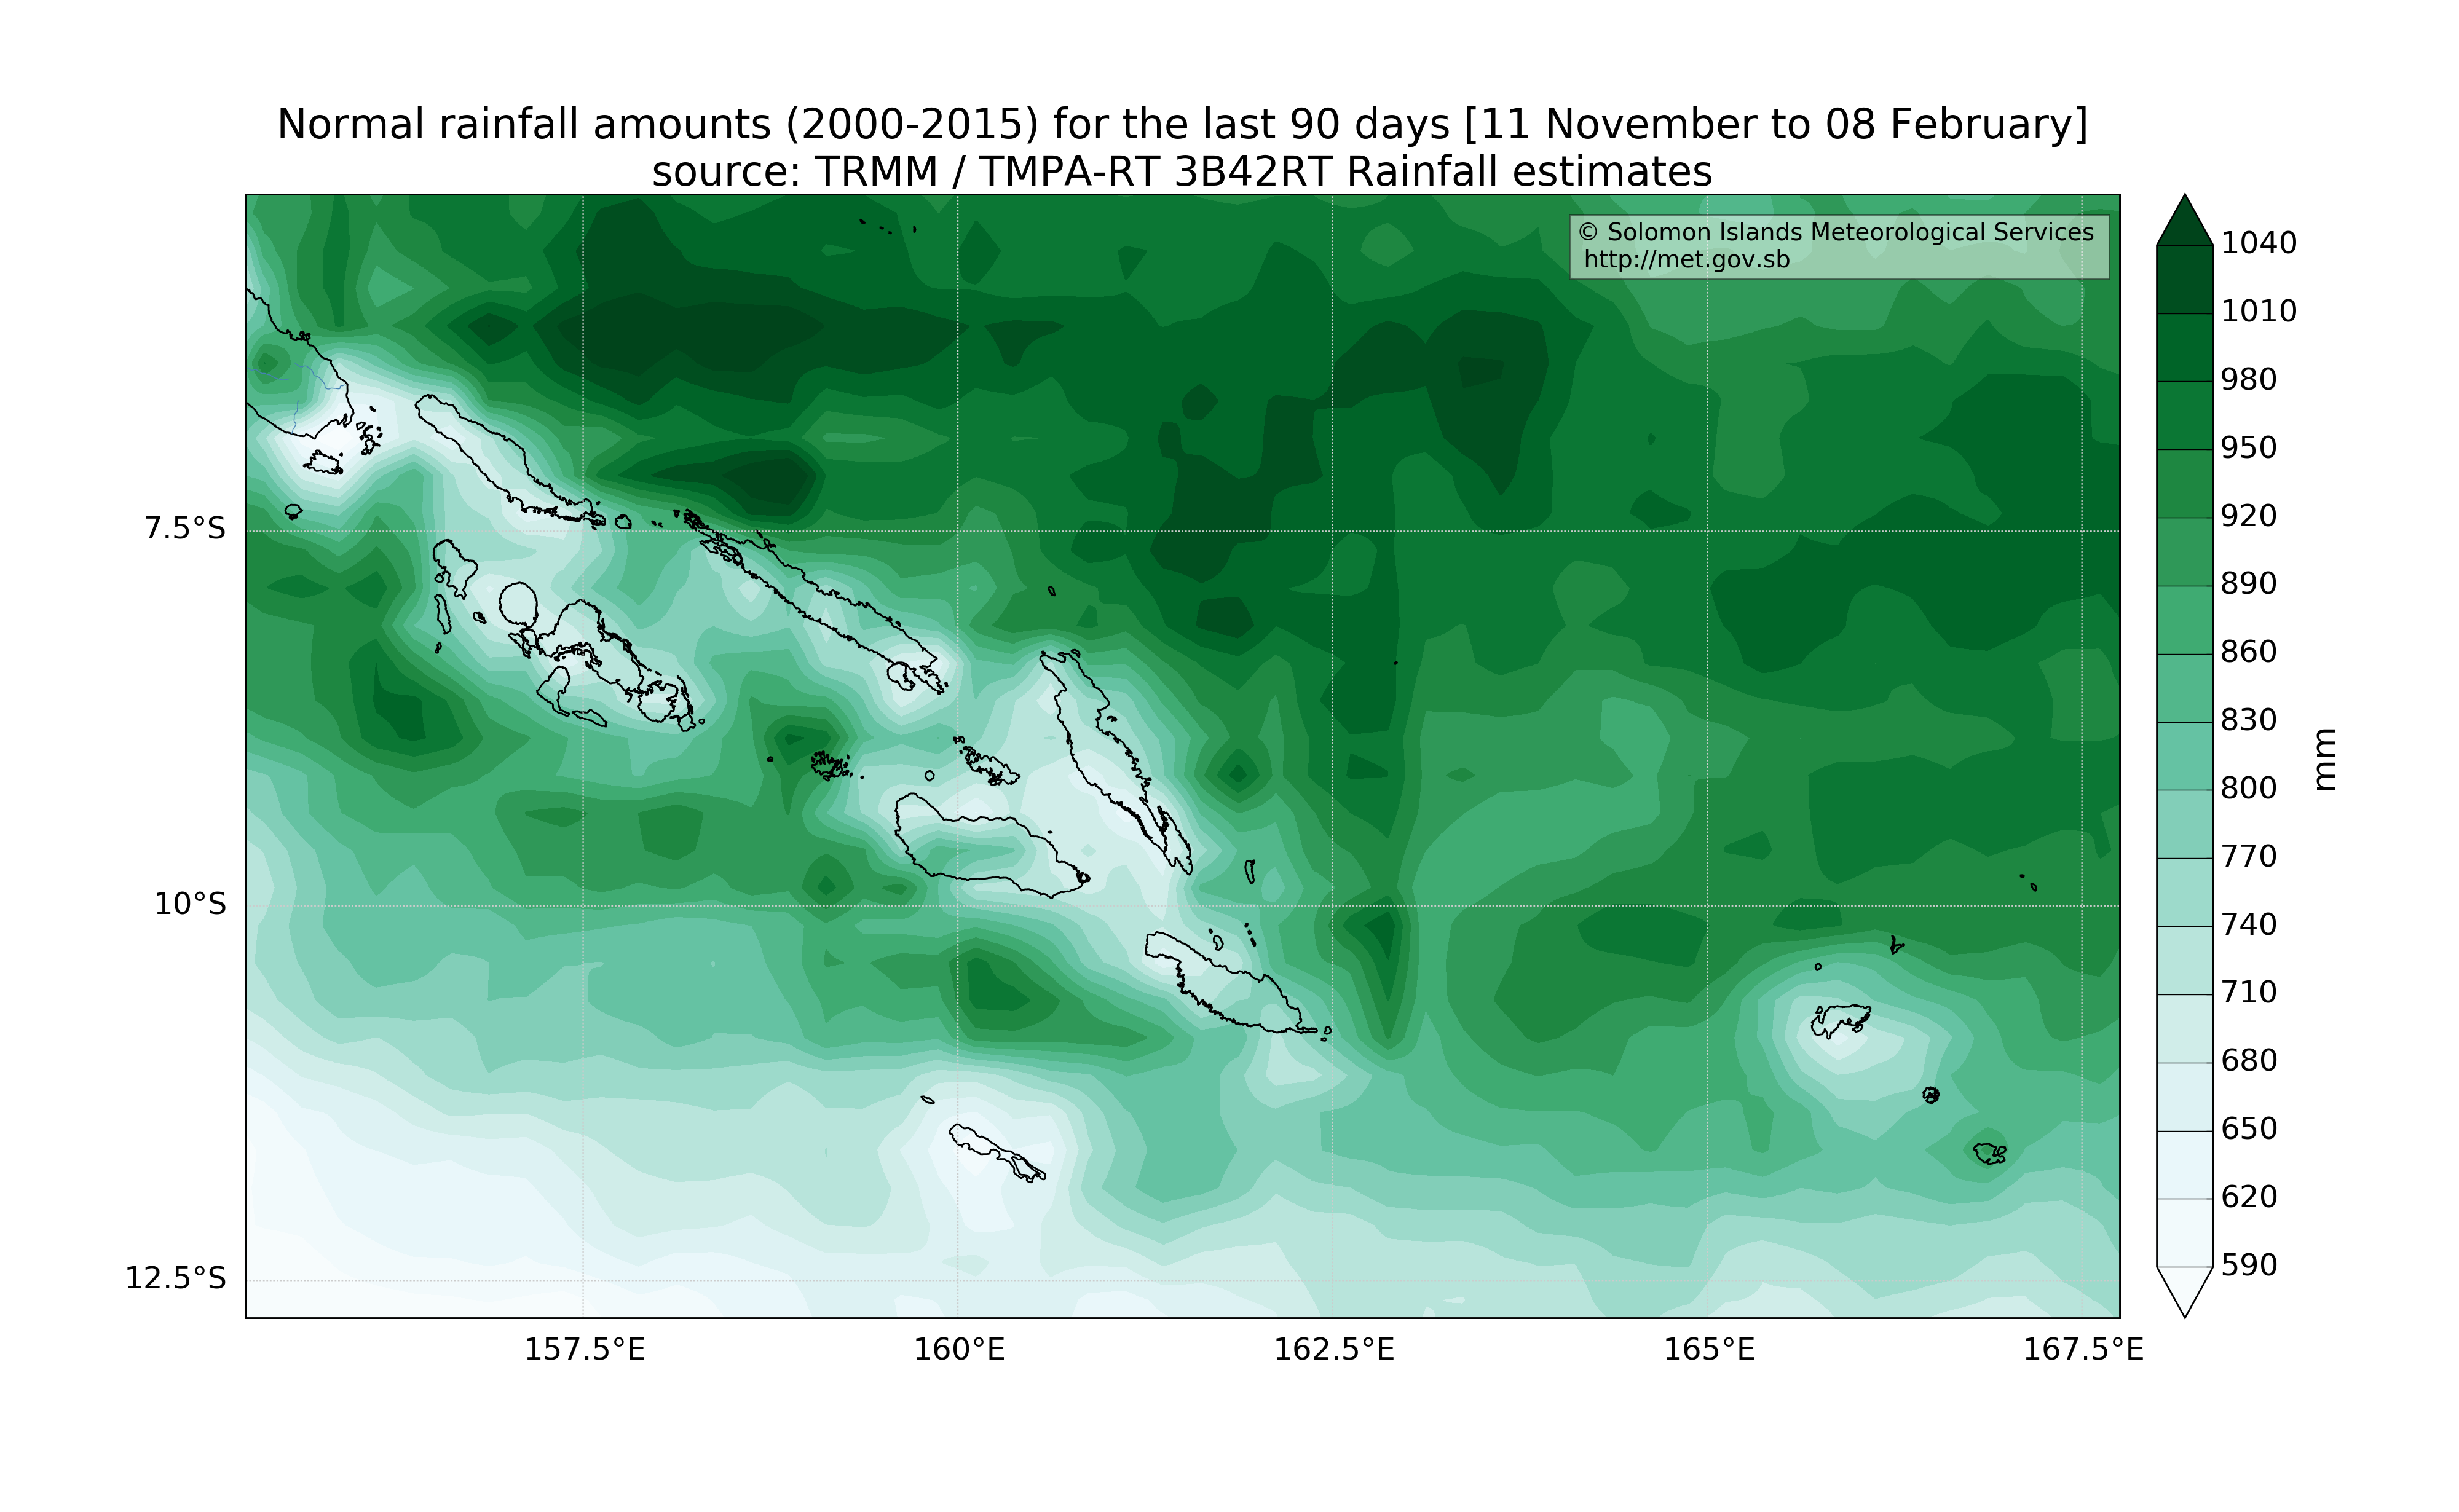 Normal rainfall amounts (2000-2015) for the last 90 days [11 November to 08 February]
source: TRMM / TMPA-RT 3B42RT Rainfall estimates
© Solomon Islands Meteorological Services
http://met.gov.sb
7.5°S
10°S
12.5°S
157.5°E
160°E
162.5°E
165°E
167.5°E
1040
1010
980
950
920
890
860
830
800
770
740
710
680
650
620
590
mm